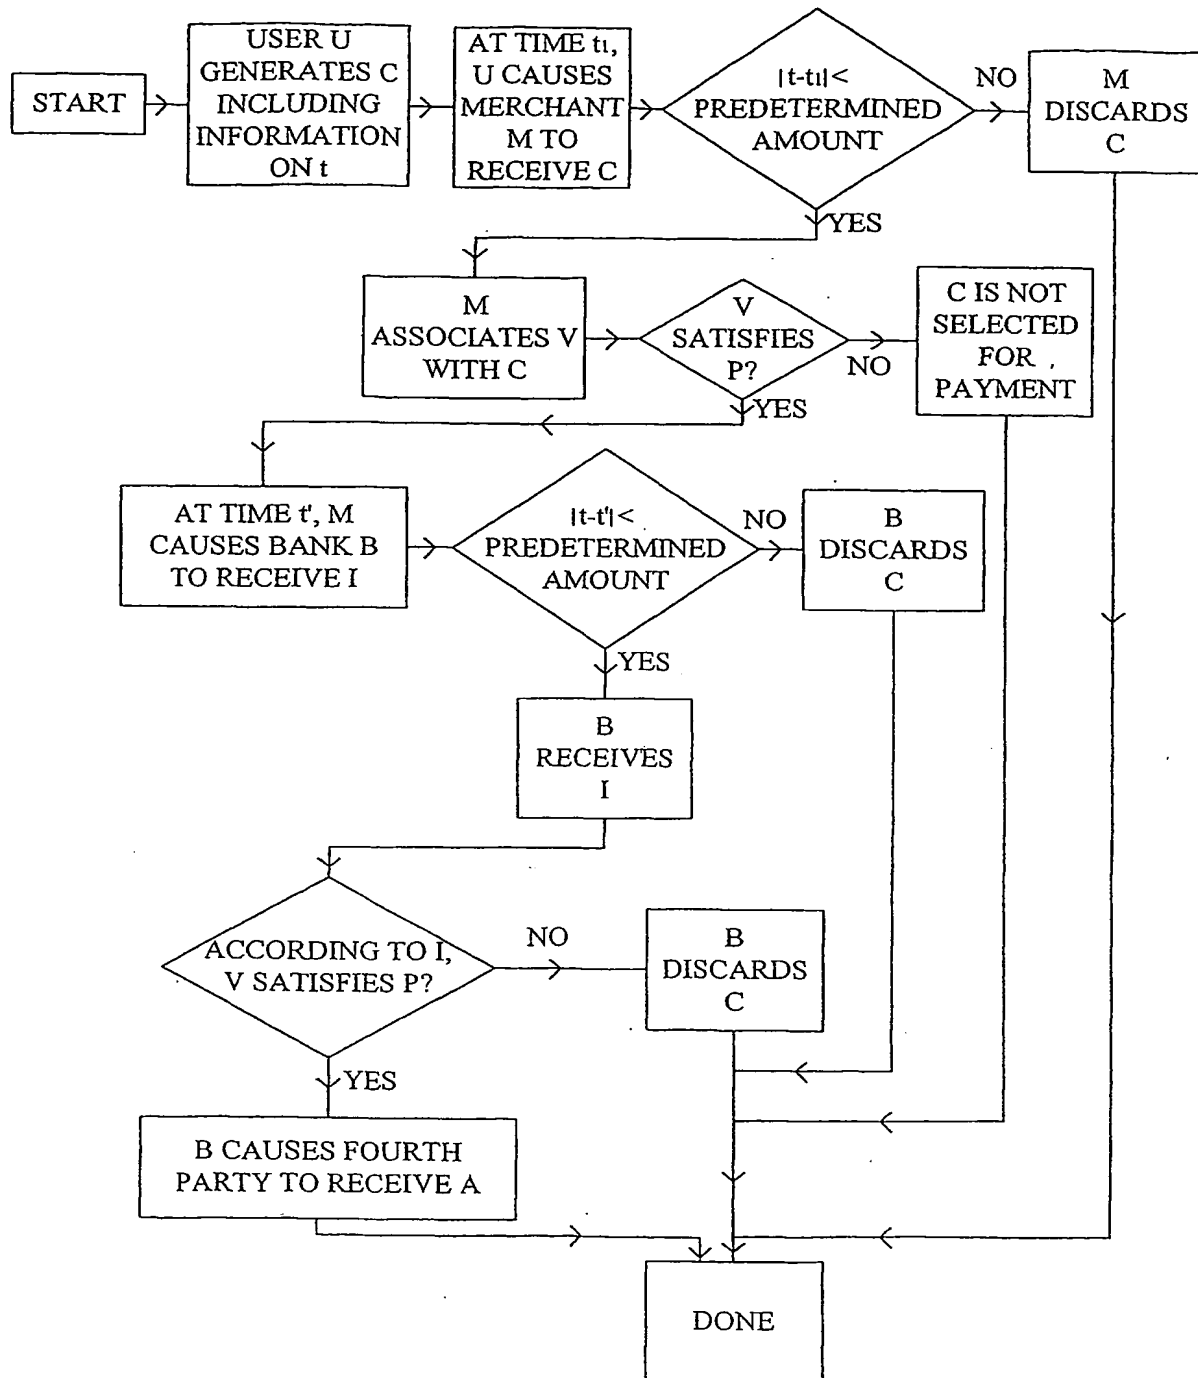 START
USER U
GENERATES C
INCLUDING
INFORMATION
ON t
AT TIME t1,
U CAUSES
MERCHANT
M TO
RECEIVE C
|t-t1|<
PREDETERMINED
AMOUNT
NO
M
DISCARDS
C
YES
M
ASSOCIATES V
WITH C
V
SATISFIES
P?
NO
C IS NOT
SELECTED
FOR
PAYMENT
YES
AT TIME t', M
CAUSES BANK B
TO RECEIVE I
|t-t'|<
PREDETERMINED
AMOUNT
NO
B
DISCARDS
C
YES
B
RECEIVES
I
ACCORDING TO I,
V SATISFIES P?
NO
B
DISCARDS
C
YES
B CAUSES FOURTH
PARTY TO RECEIVE A
DONE